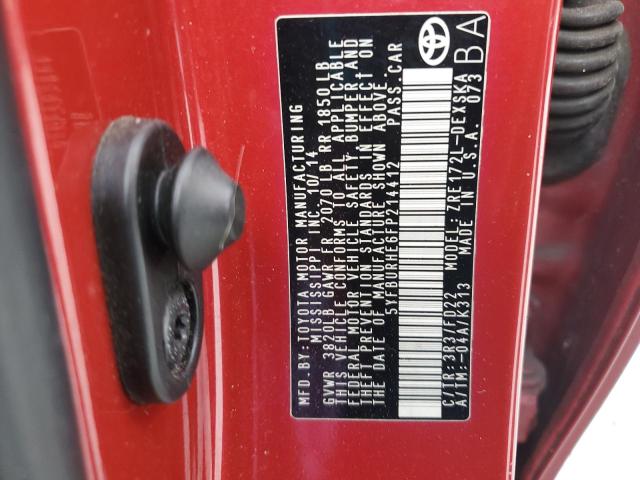 MFD.BY:TOYOTA MOTOR MANUFACTURING
MISSISSIPPI INC. 10/14
GVWR 3820LB GAWR FR 2070 LB RR 1850LB
THIS VEHICLE CONFORMS TO ALL APPLICABLE
FEDERAL MOTOR VEHICLE SAFETY BUMPER AND
THEFT PREVENTION STANDARDS IN EFFECT ON
THE DATE OF MANUFACTURE SHOWN ABOVE.
5YFBURHE6FP214412 PASS.CAR
C/TR:3R3/FD22 MODEL:ZRE172L-DEXSKA
A/TM:-04A/K313 MADE IN U.S.A. 073
BA